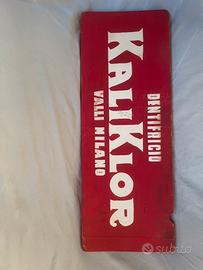 DENTIFRICIO
KALIKLOR
VALLI MILANO
subito